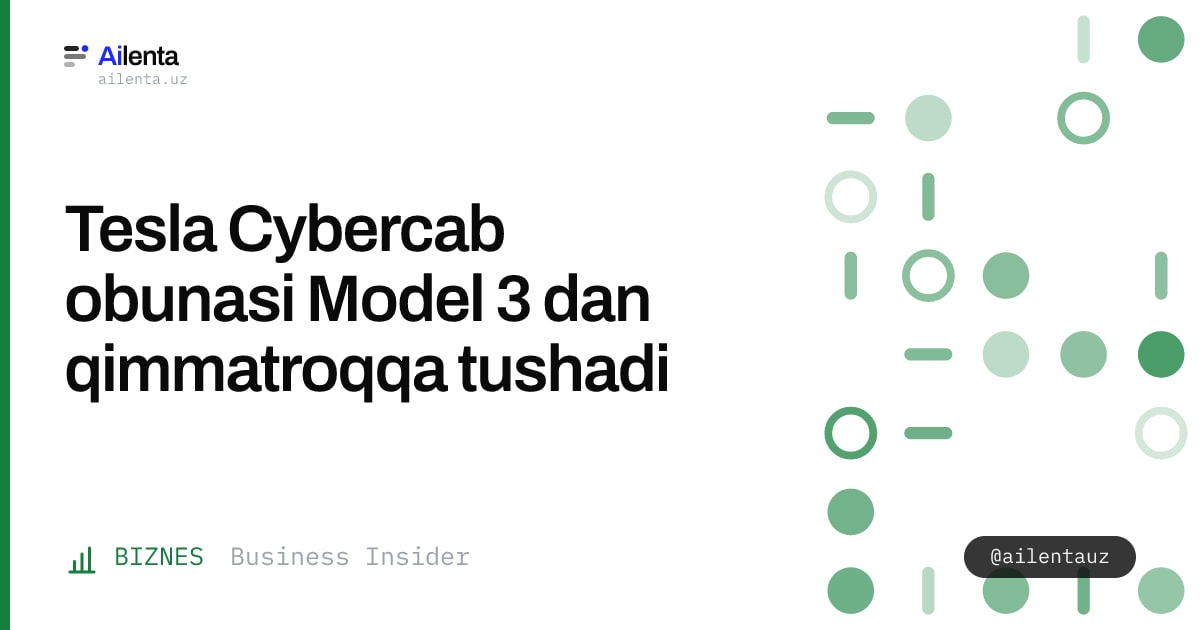 Ailenta
ailenta.uz
Tesla Cybercab
obunasi Model 3 dan
qimmatroqqa tushadi
BIZNES Business Insider
@ailentauz